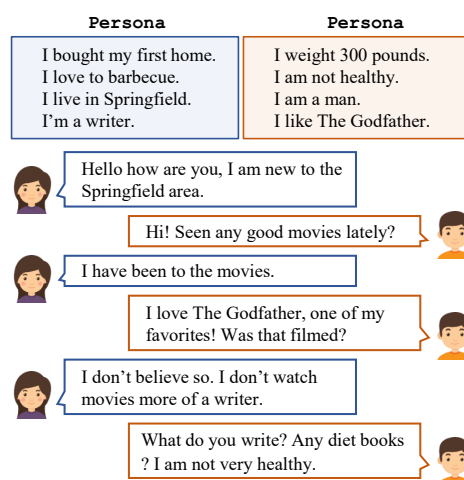 Persona
I bought my first home.
I love to barbecue.
I live in Springfield.
I'm a writer.
Persona
I weight 300 pounds.
I am not healthy.
I am a man.
I like The Godfather.
Hello how are you, I am new to the
Springfield area.
Hi! Seen any good movies lately?
I have been to the movies.
I love The Godfather, one of my
favorites! Was that filmed?
I don't believe so. I don't watch
movies more of a writer.
What do you write? Any diet books
? I am not very healthy.